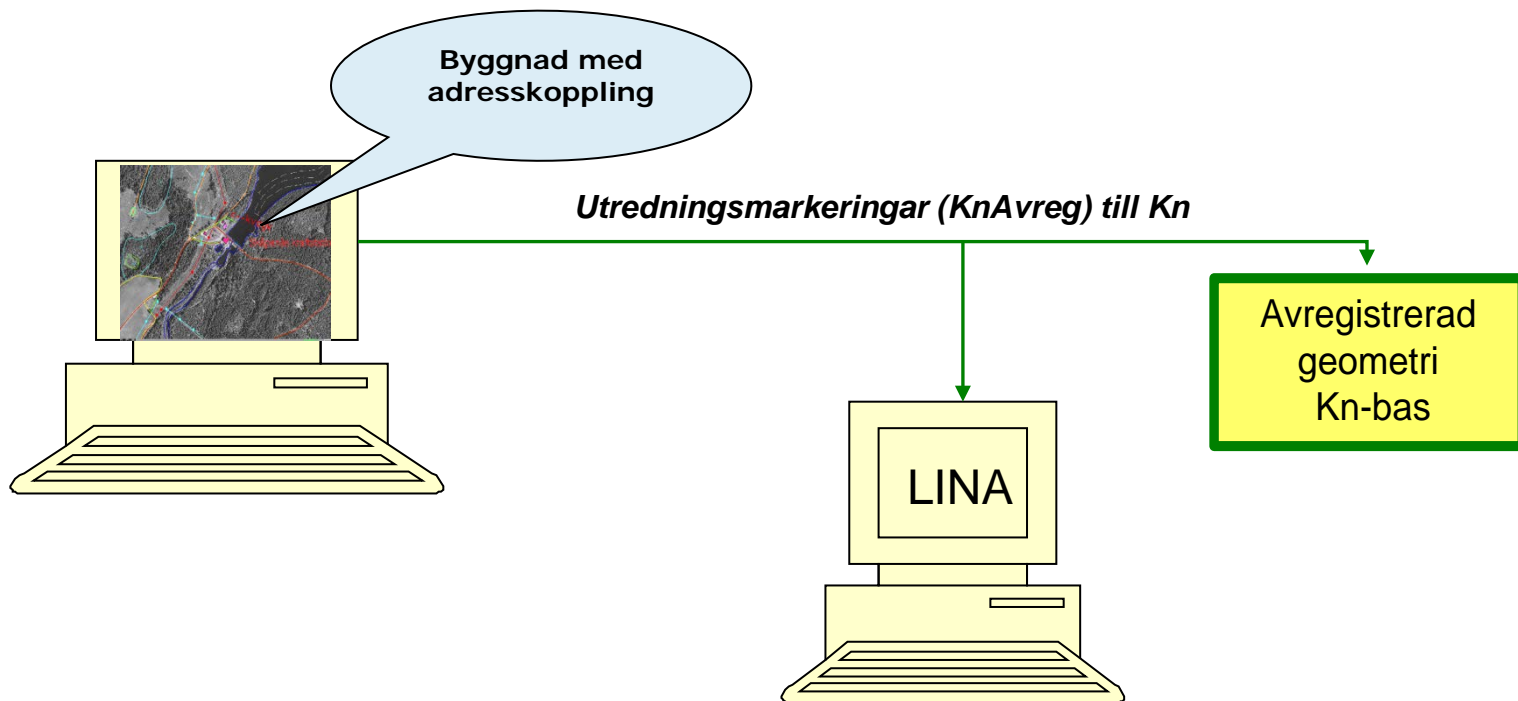 Byggnad med
adresskoppling
Utredningsmarkeringar (KnAvreg) till Kn
Avregistrerad
geometri
Kn-bas
LINA